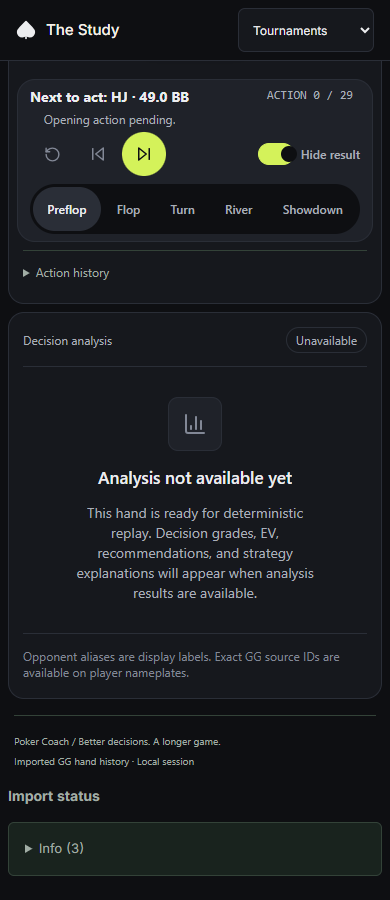 The Study
Tournaments
Next to act: HJ · 49.0 BB
ACTION 0 / 29
Opening action pending.
Hide result
Preflop
Flop
Turn
River
Showdown
Action history
Decision analysis
Unavailable
Analysis not available yet
This hand is ready for deterministic
replay. Decision grades, EV,
recommendations, and strategy
explanations will appear when analysis
results are available.
Opponent aliases are display labels. Exact GG source IDs are
available on player nameplates.
Poker Coach / Better decisions. A longer game.
Imported GG hand history · Local session
Import status
Info (3)